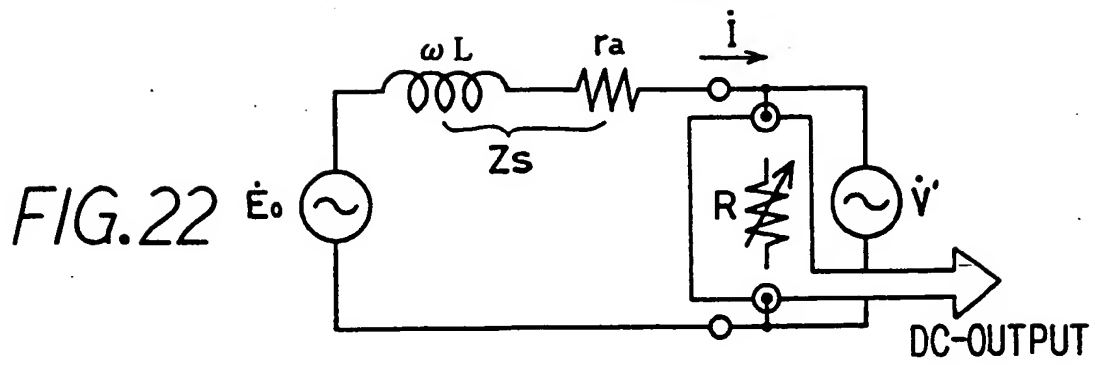 ωL
ra
İ
Zs
FIG.22
Ė₀
R
V̇'
DC-OUTPUT